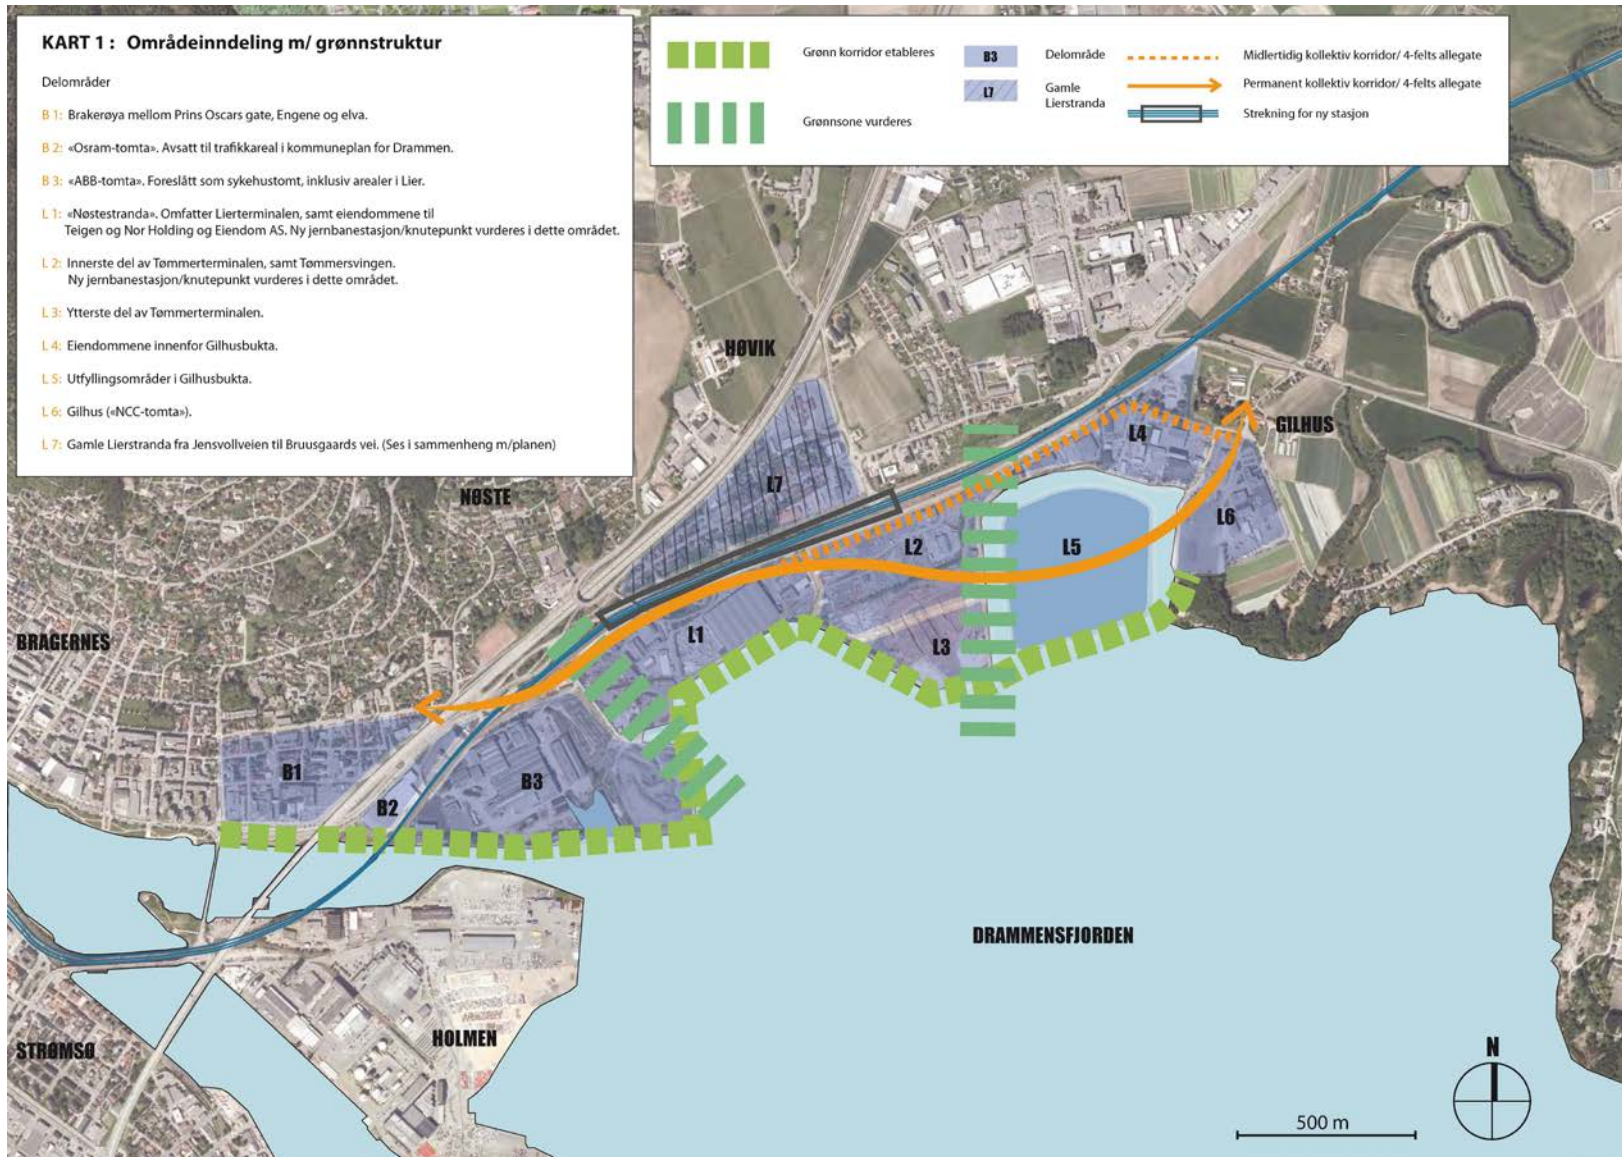 KART 1 : Områdeinndeling m/ grønnstruktur
Delområder
B 1: Brakerøya mellom Prins Oscars gate, Engene og elva.
B 2: «Osram-tomta». Avsatt til trafikkareal i kommuneplan for Drammen.
B 3: «ABB-tomta». Foreslått som sykehustomt, inklusiv arealer i Lier.
L 1: «Nøstestranda». Omfatter Lierterminalen, samt eiendommene til
Teigen og Nor Holding og Eiendom AS. Ny jernbanestasjon/knutepunkt vurderes i dette området.
L 2: Innerste del av Tømmerterminalen, samt Tømmersvingen.
Ny jernbanestasjon/knutepunkt vurderes i dette området.
L 3: Ytterste del av Tømmerterminalen.
L 4: Eiendommene innenfor Gilhusbukta.
L 5: Utfyllingsområder i Gilhusbukta.
L 6: Gilhus («NCC-tomta»).
L 7: Gamle Lierstranda fra Jensvollveien til Bruusgaards vei. (Ses i sammenheng m/planen)
Grønn korridor etableres
Grønnsone vurderes
B3
Delområde
L7
Gamle
Lierstranda
Midlertidig kollektiv korridor/ 4-felts allegate
Permanent kollektiv korridor/ 4-felts allegate
Strekning for ny stasjon
HØVIK
GILHUS
L4
NØSTE
L7
L6
L2
L5
BRAGERNES
L1
L3
B1
B3
B2
DRAMMENSFJORDEN
HOLMEN
STRØMSØ
N
500 m